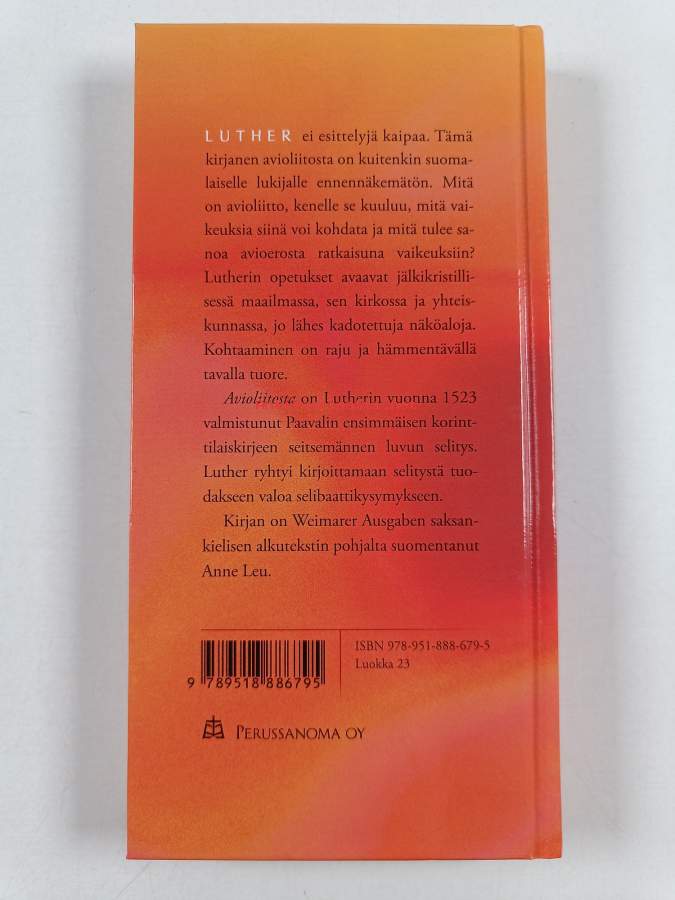 LUTHER ei esittelyjä kaipaa. Tämä
kirjanen avioliitosta on kuitenkin suoma-
laiselle lukijalle ennennäkemätön. Mitä
on avioliitto, kenelle se kuuluu, mitä vai-
keuksia siinä voi kohdata ja mitä tulee sa-
noa avioerosta ratkaisuna vaikeuksiin?
Lutherin opetukset avaavat jälkikristilli-
sessä maailmassa, sen kirkossa ja yhteis-
kunnassa, jo lähes kadotettuja näköaloja.
Kohtaaminen on raju ja hämmentävällä
tavalla tuore.
Avioliitosta on Lutherin vuonna 1523
valmistunut Paavalin ensimmäisen korint-
tilaiskirjeen seitsemännen luvun selitys.
Luther ryhtyi kirjoittamaan selitystä tuo-
dakseen valoa selibaattikysymykseen.
Kirjan on Weimarer Ausgaben saksan-
kielisen alkutekstin pohjalta suomentanut
Anne Leu.
ISBN 978-951-888-679-5
Luokka 23
9 789518 886795
PERUSSANOMA OY